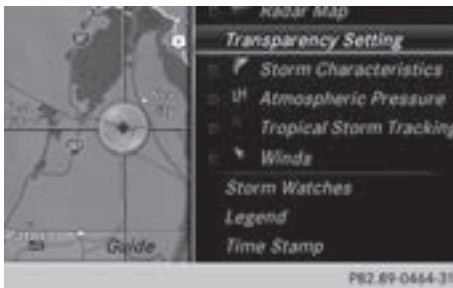 Radar Map
Transparency Setting
Storm Characteristics
Atmospheric Pressure
Tropical Storm Tracking
Winds
Storm Watches
Legend
Time Stamp
Guide
P82.89-0464-31